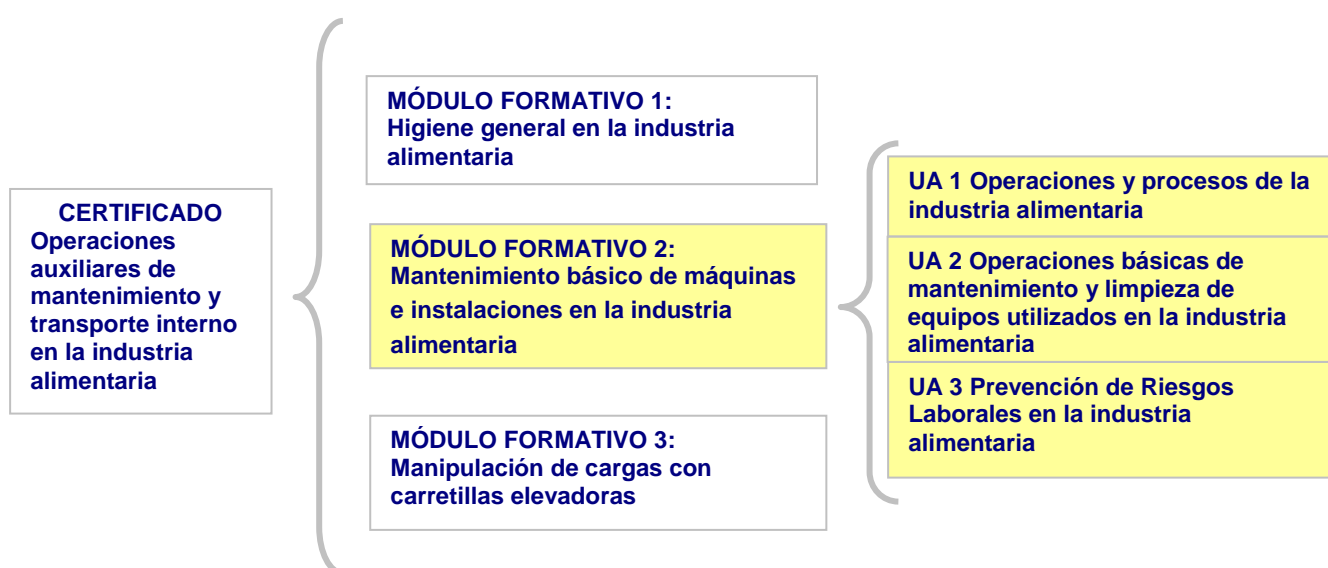 CERTIFICADO
Operaciones
auxiliares de
mantenimiento y
transporte interno
en la industria
alimentaria
MÓDULO FORMATIVO 1:
Higiene general en la industria
alimentaria
MÓDULO FORMATIVO 2:
Mantenimiento básico de máquinas
e instalaciones en la industria
alimentaria
MÓDULO FORMATIVO 3:
Manipulación de cargas con
carretillas elevadoras
UA 1 Operaciones y procesos de la
industria alimentaria
UA 2 Operaciones básicas de
mantenimiento y limpieza de
equipos utilizados en la industria
alimentaria
UA 3 Prevención de Riesgos
Laborales en la industria
alimentaria